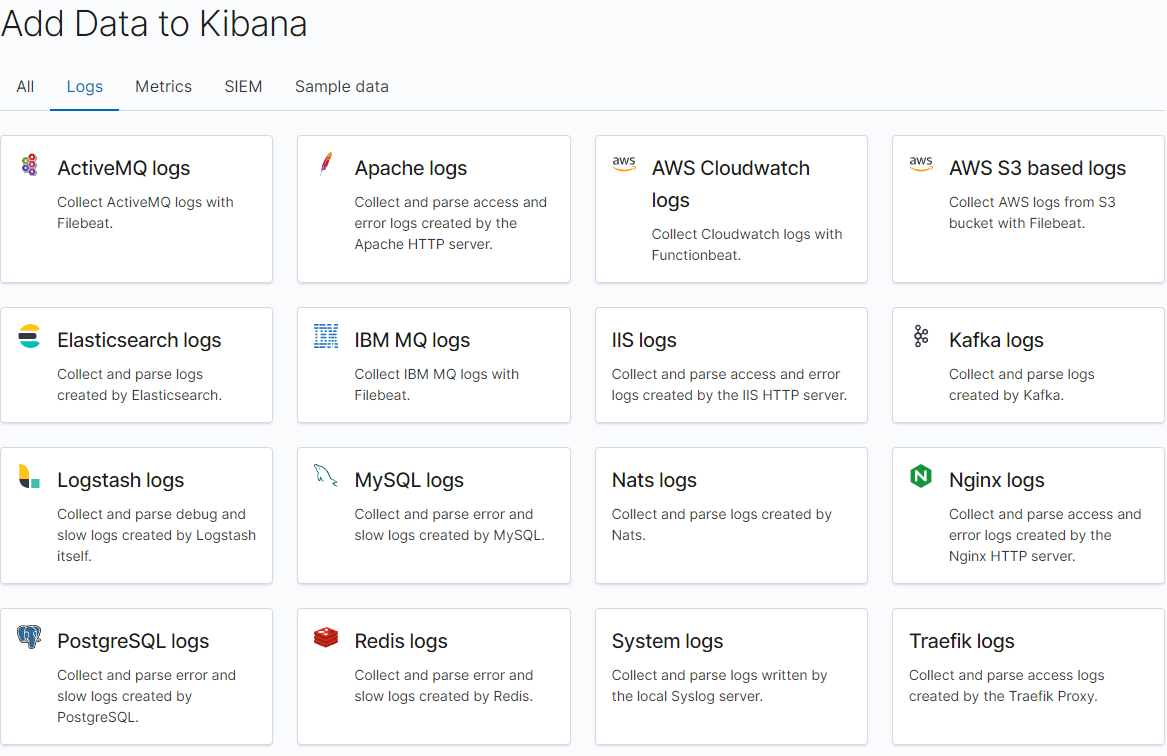 Add Data to Kibana
All Logs Metrics SIEM Sample data
ActiveMQ logs
Collect ActiveMQ logs with
Filebeat.
Apache logs
Collect and parse access and
error logs created by the
Apache HTTP server.
aws
AWS Cloudwatch
logs
Collect Cloudwatch logs with
Functionbeat.
aws
AWS S3 based logs
Collect AWS logs from S3
bucket with Filebeat.
Elasticsearch logs
Collect and parse logs
created by Elasticsearch.
IBM
IBM MQ logs
Collect IBM MQ logs with
Filebeat.
IIS logs
Collect and parse access and error
logs created by the IIS HTTP server.
Kafka logs
Collect and parse logs
created by Kafka.
Logstash logs
Collect and parse debug and
slow logs created by Logstash
itself.
MySQL logs
Collect and parse error and
slow logs created by MySQL.
Nats logs
Collect and parse logs created by
Nats.
N
Nginx logs
Collect and parse access and
error logs created by the
Nginx HTTP server.
PostgreSQL logs
Collect and parse error and
slow logs created by
PostgreSQL.
Redis logs
Collect and parse error and
slow logs created by Redis.
System logs
Collect and parse logs written by
the local Syslog server.
Traefik logs
Collect and parse access logs
created by the Traefik Proxy.